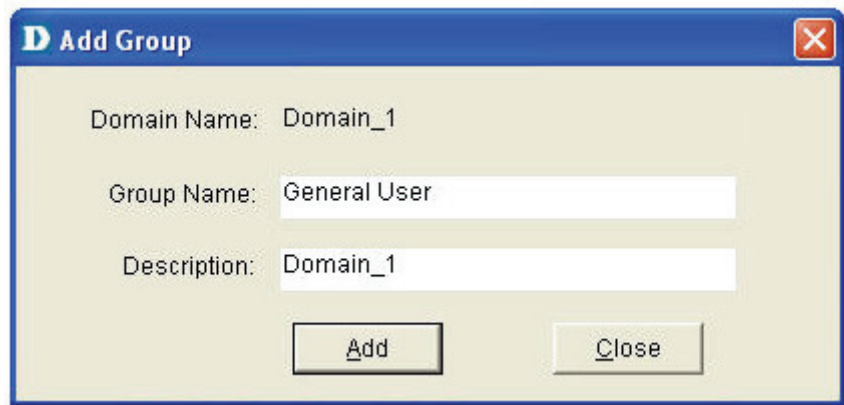 D Add Group
Domain Name: Domain_1
Group Name: General User
Description: Domain_1
Add Close